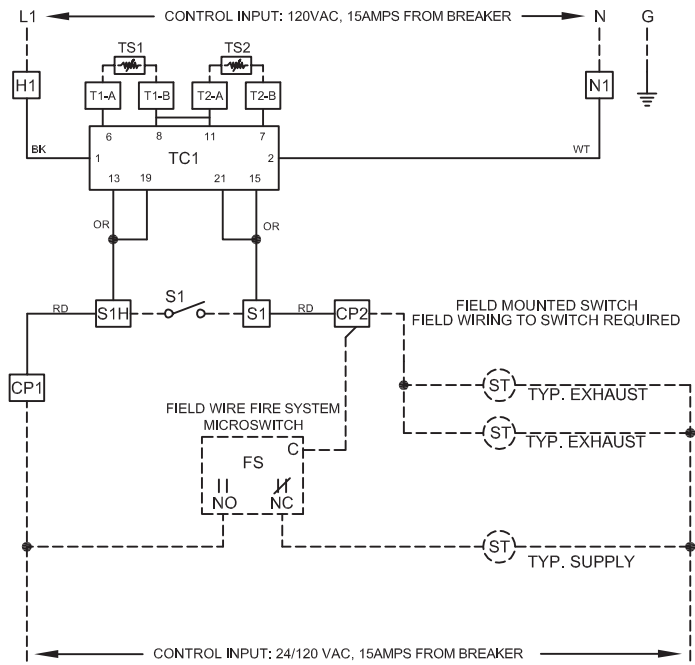 L1 CONTROL INPUT: 120VAC, 15AMPS FROM BREAKER N G
TS1 TS2
H1 T1-A T1-B T2-A T2-B N1
6 8 11 7
BK 1 TC1 2 WT
13 19 21 15
OR OR
RD S1H S1 S1 RD CP2
FIELD MOUNTED SWITCH
FIELD WIRING TO SWITCH REQUIRED
CP1
ST TYP. EXHAUST
FIELD WIRE FIRE SYSTEM
MICROSWITCH
ST TYP. EXHAUST
C
FS
NO NC
ST TYP. SUPPLY
CONTROL INPUT: 24/120 VAC, 15AMPS FROM BREAKER